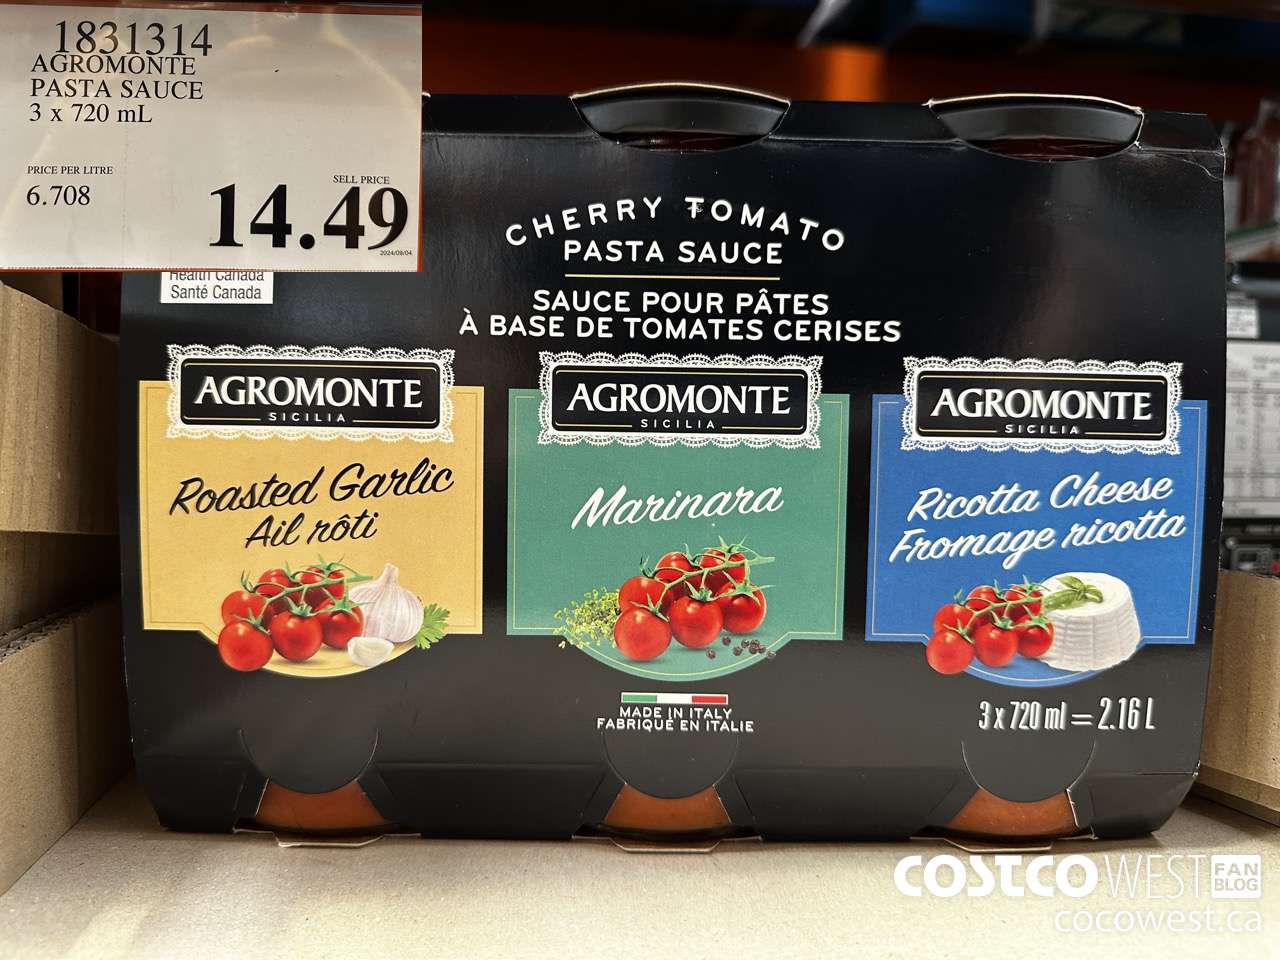 1831314
AGROMONTE
PASTA SAUCE
3 x 720 mL
PRICE PER LITRE
6.708
SELL PRICE
14.49
2024/09/04
Health Canada
Santé Canada
CHERRY TOMATO
PASTA SAUCE
SAUCE POUR PÂTES
À BASE DE TOMATES CERISES
AGROMONTE
SICILIA
Roasted Garlic
Ail rôti
AGROMONTE
SICILIA
Marinara
AGROMONTE
SICILIA
Ricotta Cheese
Fromage ricotta
MADE IN ITALY
FABRIQUÉ EN ITALIE
3 x 720 ml = 2.16 L
COSTCO WEST FAN BLOG
cocowest.ca